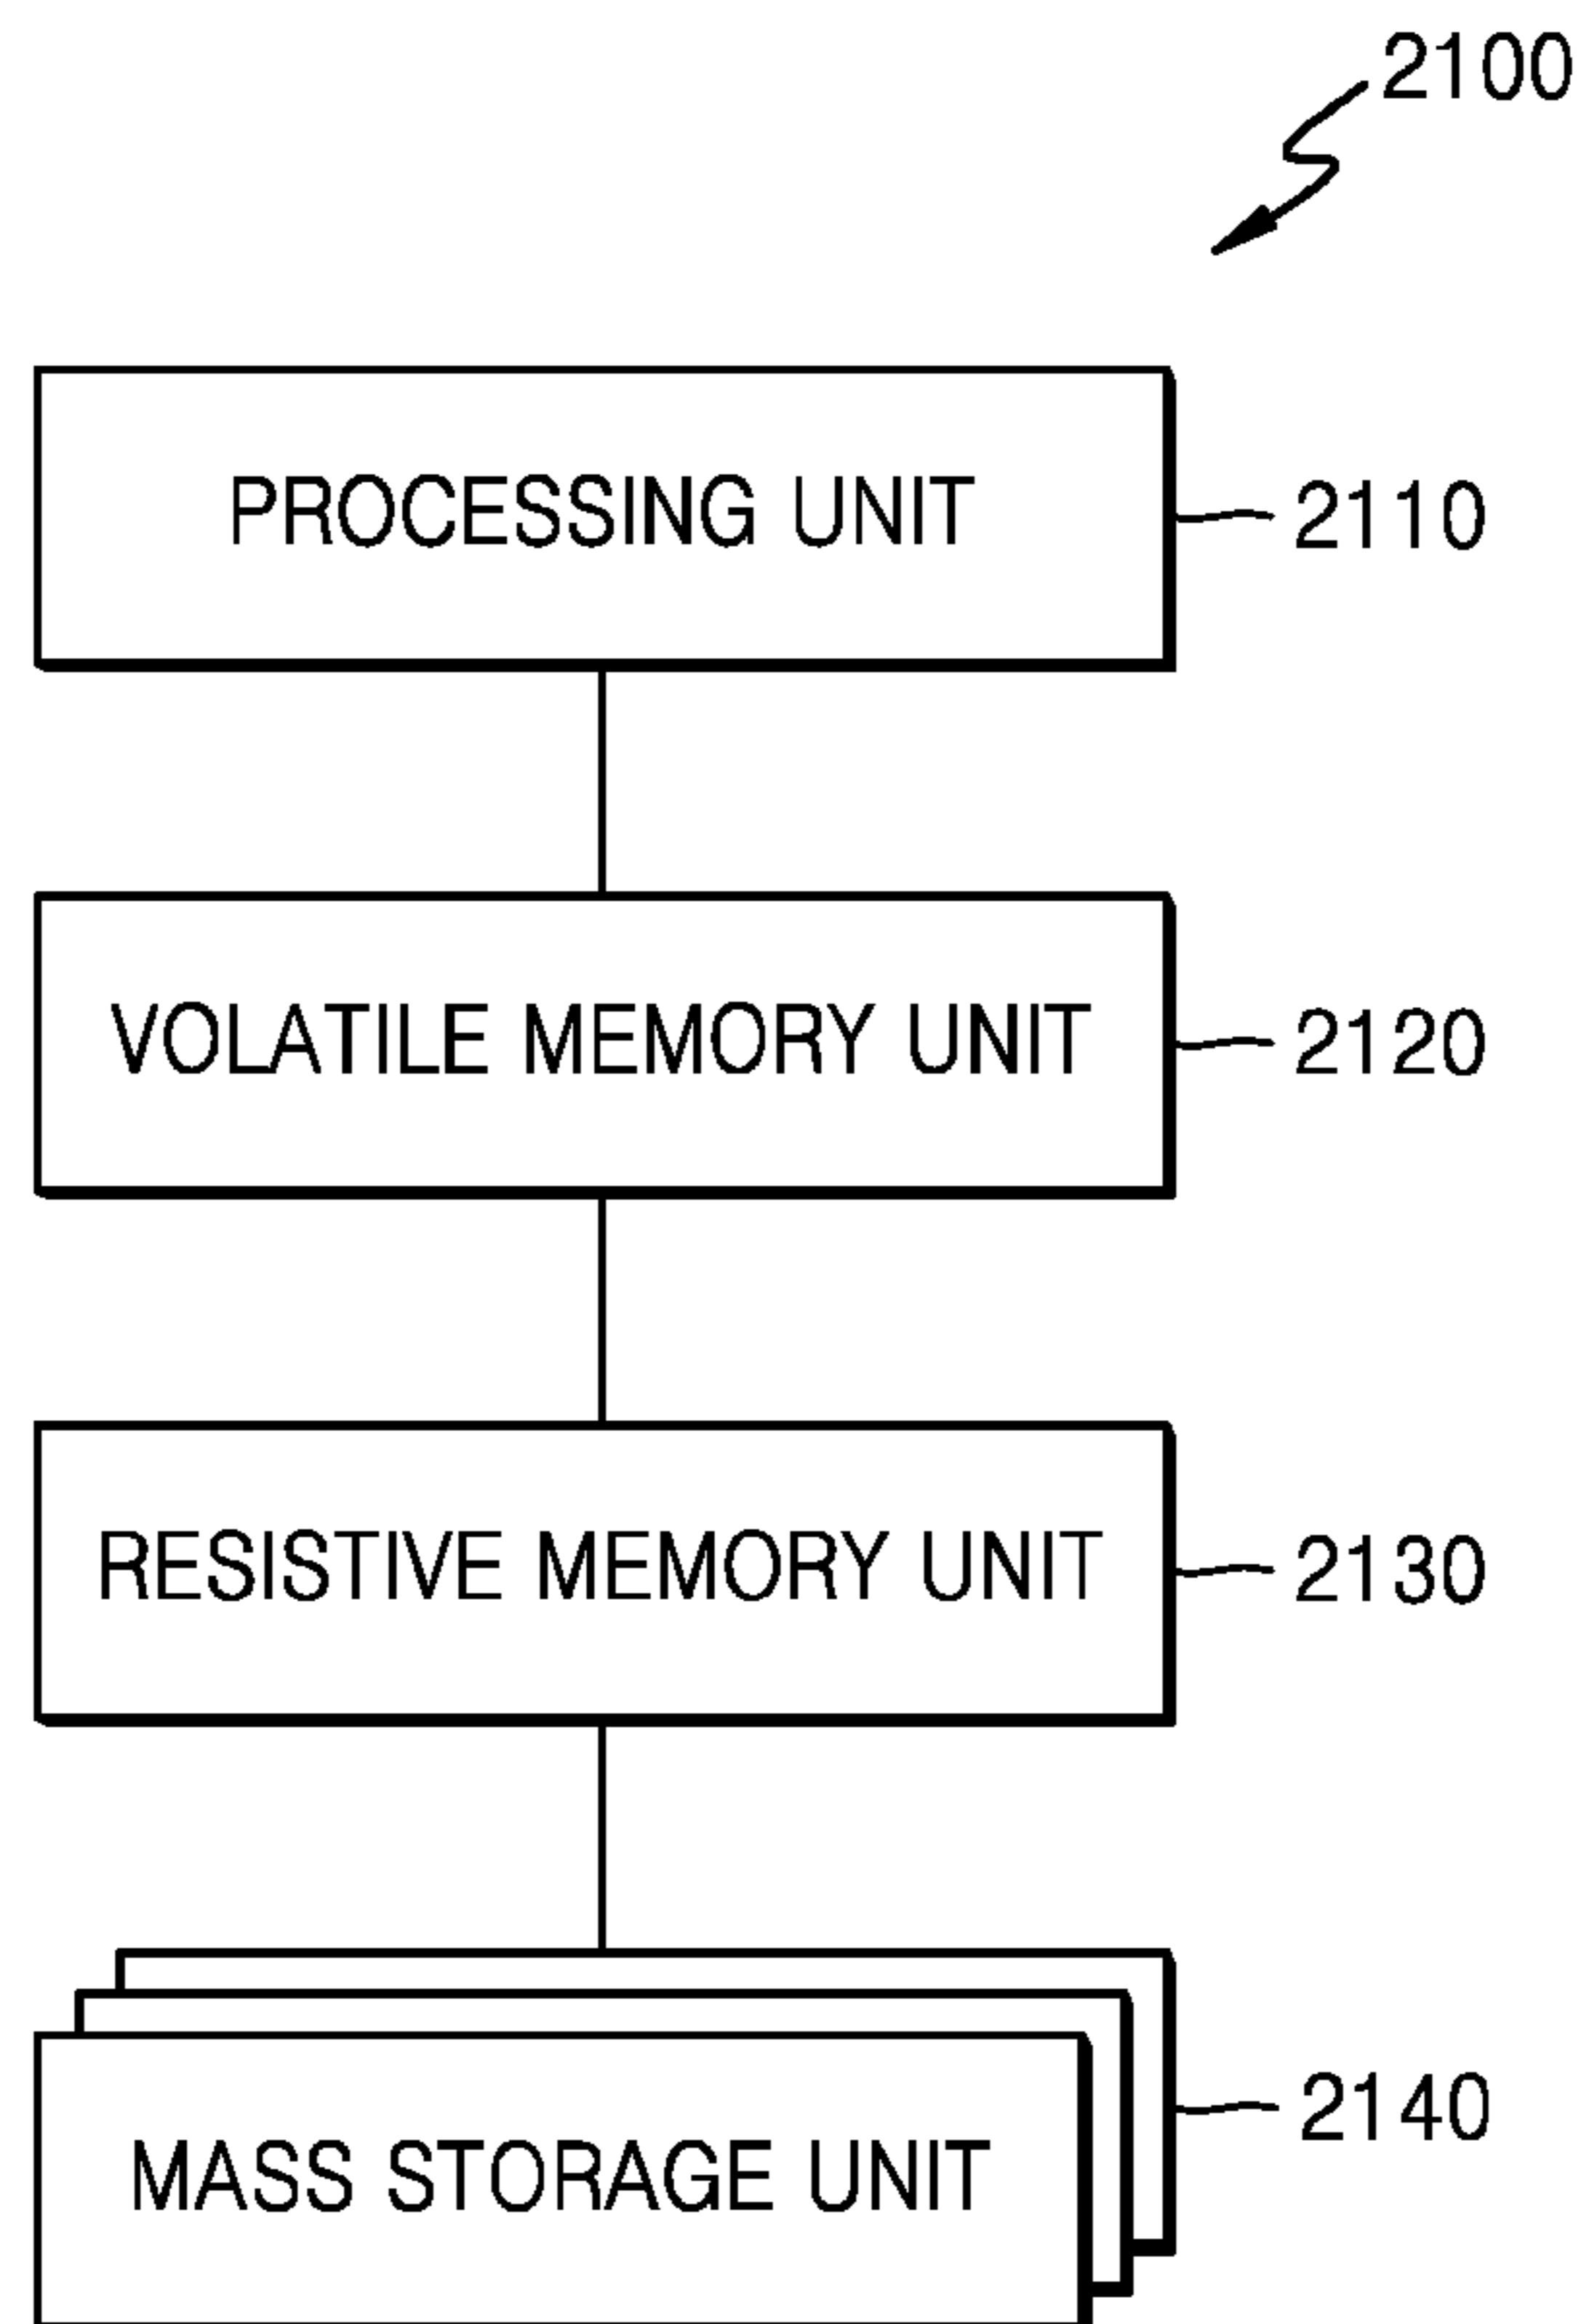 2100
PROCESSING UNIT 2110
VOLATILE MEMORY UNIT 2120
RESISTIVE MEMORY UNIT 2130
2140
MASS STORAGE UNIT